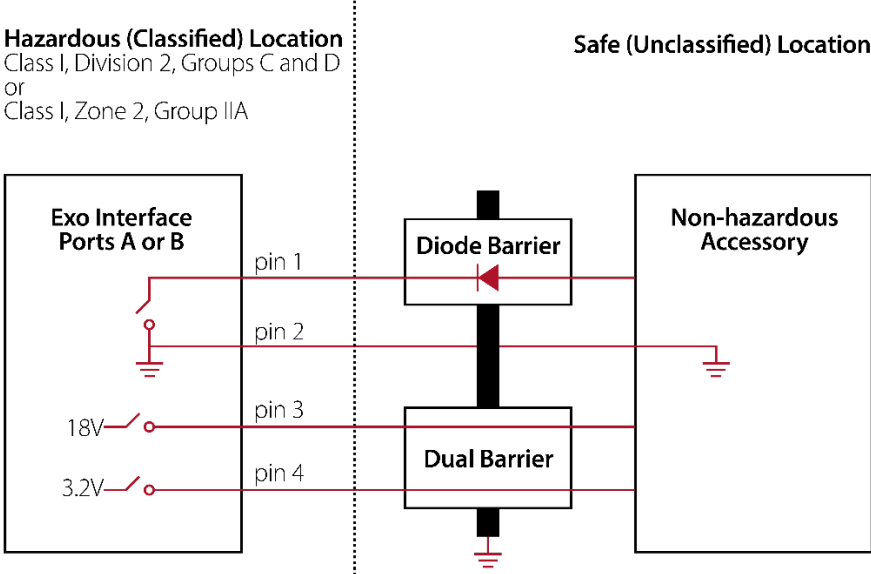 Hazardous (Classified) Location
Class I, Division 2, Groups C and D
or
Class I, Zone 2, Group IIA
Safe (Unclassified) Location
Exo Interface
Ports A or B
pin 1
pin 2
pin 3
pin 4
18V
3.2V
Diode Barrier
Dual Barrier
Non-hazardous
Accessory